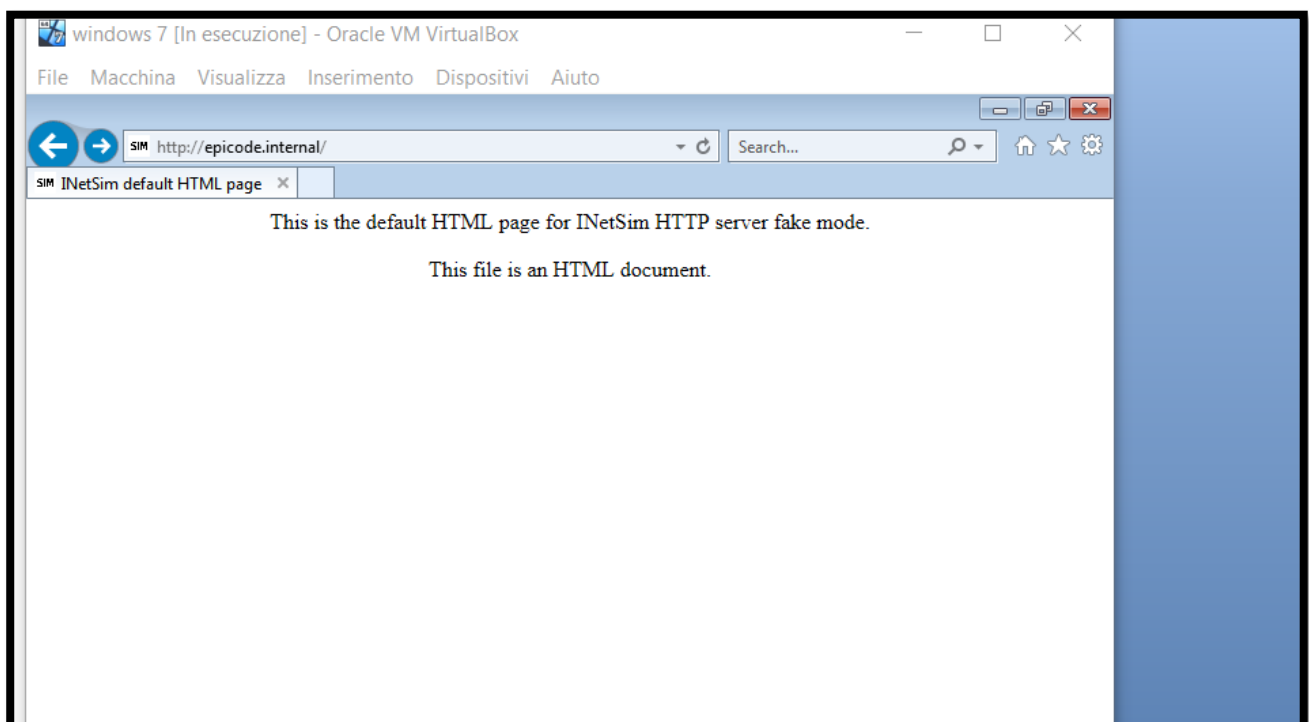 windows 7 [In esecuzione] - Oracle VM VirtualBox
File Macchina Visualizza Inserimento Dispositivi Aiuto
SIM http://epicode.internal/ Search...
SIM INetSim default HTML page
This is the default HTML page for INetSim HTTP server fake mode.
This file is an HTML document.